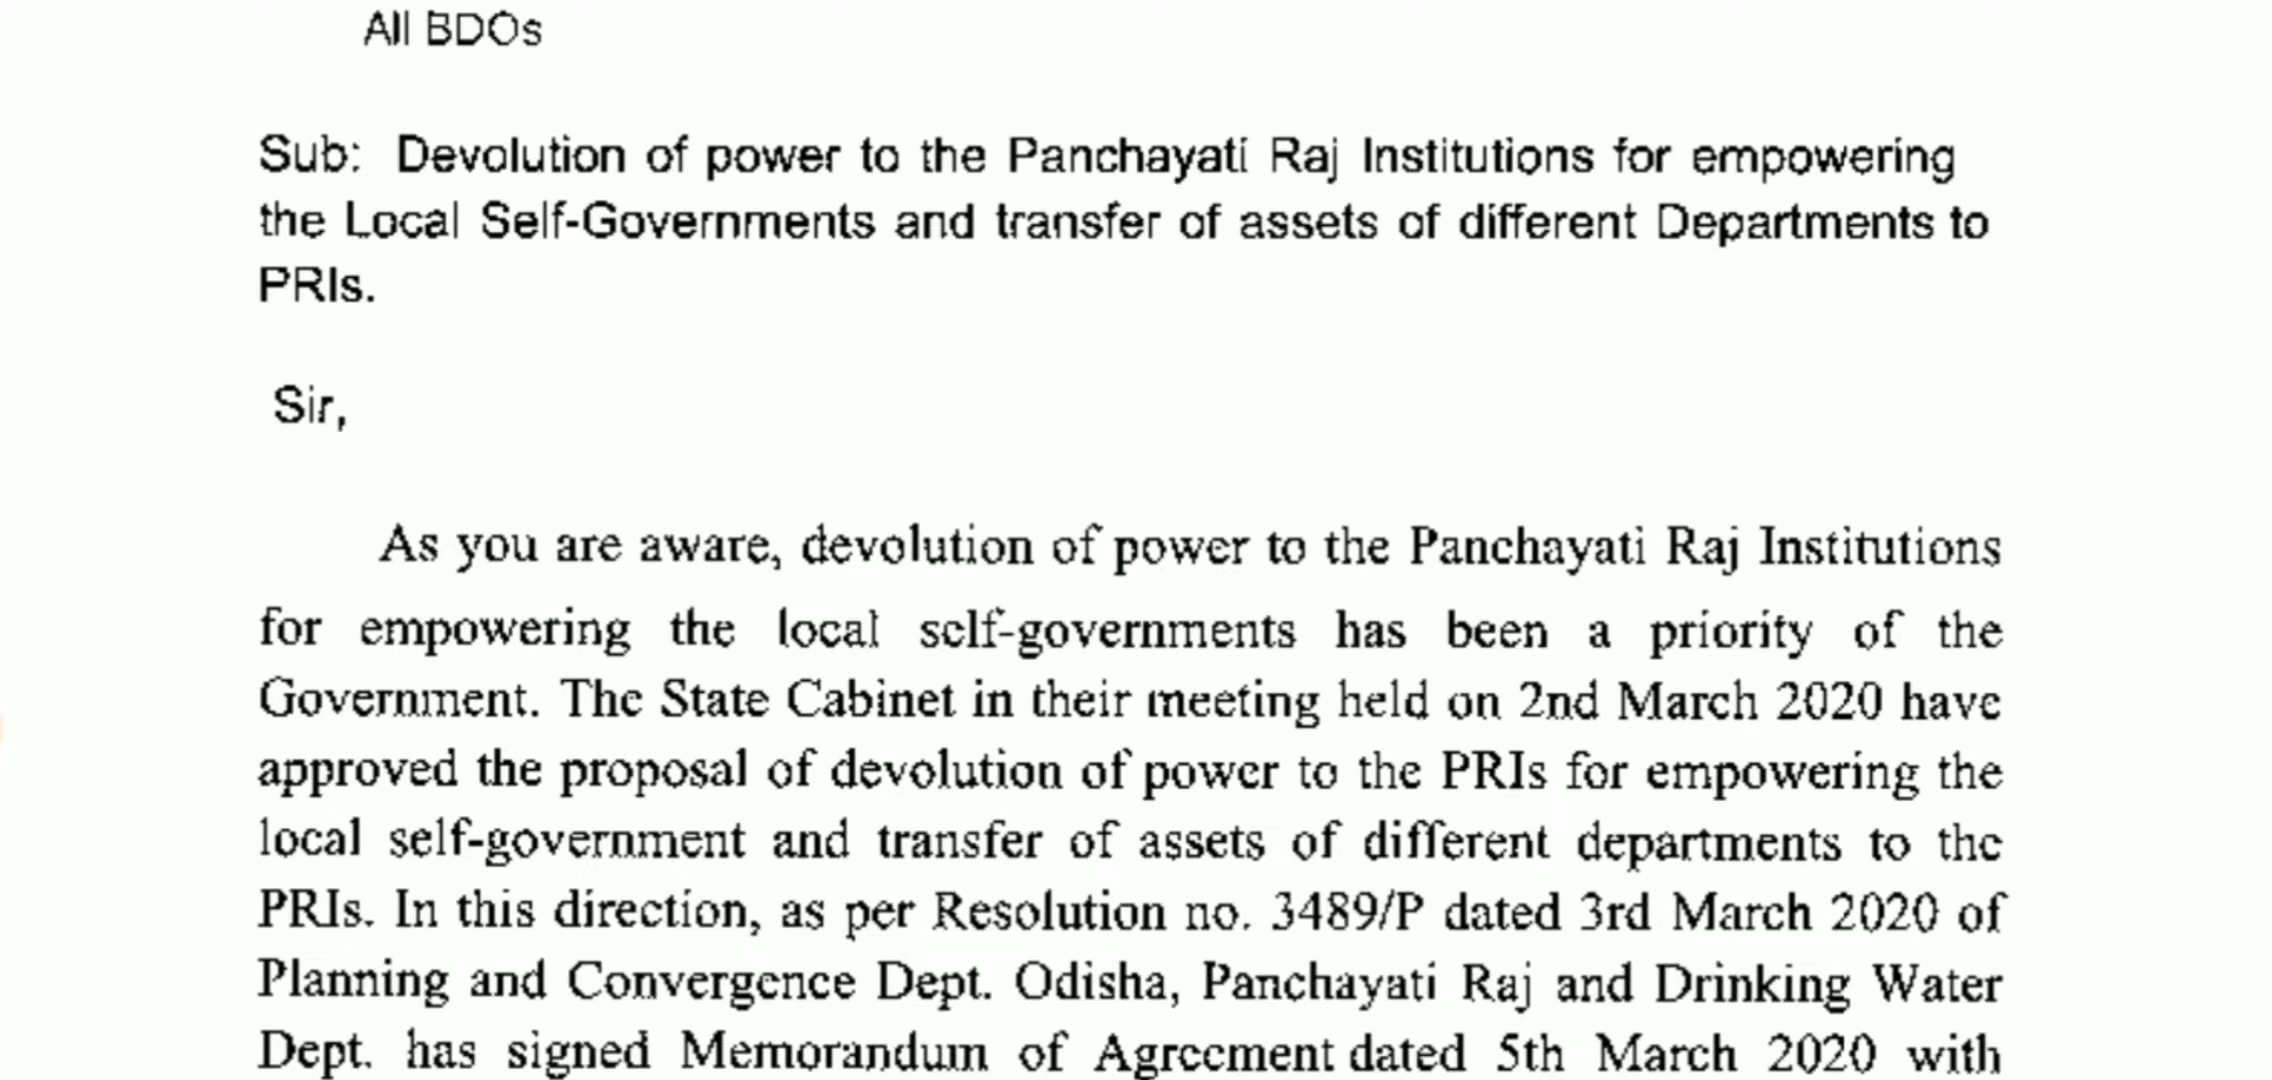 All BDOs
Sub: Devolution of power to the Panchayati Raj Institutions for empowering
the Local Self-Governments and transfer of assets of different Departments to
PRIs.
Sir,
As you are aware, devolution of power to the Panchayati Raj Institutions
for empowering the local self-governments has been a priority of the
Government. The State Cabinet in their meeting held on 2nd March 2020 have
approved the proposal of devolution of power to the PRIs for empowering the
local self-government and transfer of assets of different departments to the
PRIs. In this direction, as per Resolution no. 3489/P dated 3rd March 2020 of
Planning and Convergence Dept. Odisha, Panchayati Raj and Drinking Water
Dept. has signed Memorandum of Agreement dated 5th March 2020 with